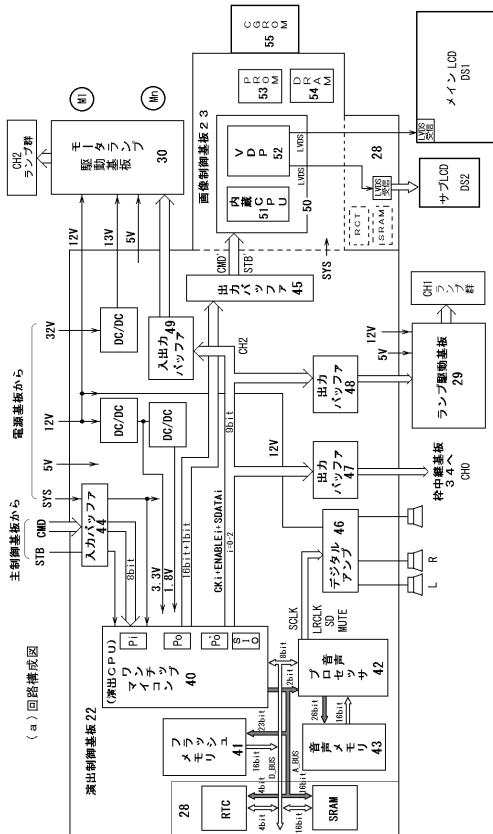 (a)回路構成図
主制御基板から
STB
CMD
SYS
電源基板から
5V
12V
32V
演出制御基板22
入力バッファ
44
8bit
DC/DC
DC/DC
DC/DC
12V
13V
5V
モータランプ
駆動基板
30
CH2
ランプ群
M1
Mn
3.3V
1.8V
(演出CPU)
ワンチップ
マイコン
40
Pi
Po
Po'
SIO
16bit+1bit
CKi+ENABLEi+SDATAi
i=0~2
9bit
入出力
バッファ
49
CH2
出力バッファ
45
CMD'
STB'
SYS
画像制御基板23
内蔵CPU
51
50
VDP
52
PROM
53
DRAM
54
CGROM
55
LVDS
LVDS
LVDS
受信
LVDS
受信
RCT
ISRAM
28
メインLCD
DS1
サブLCD
DS2
フラッシュ
メモリ
41
23bit
16bit
D_BUS
A_BUS
8bit
2bit
28
RTC
4bit
4bit
SRAM
16bit
16bit
音声
プロセッサ
42
26bit
16bit
音声メモリ
43
SCLK
LRCLK
SD
MUTE
12V
デジタル
アンプ
46
L
R
出力
バッファ
47
枠中継基板
34へ
CH0
出力
バッファ
48
5V
12V
ランプ駆動基板
29
CH1
ランプ群